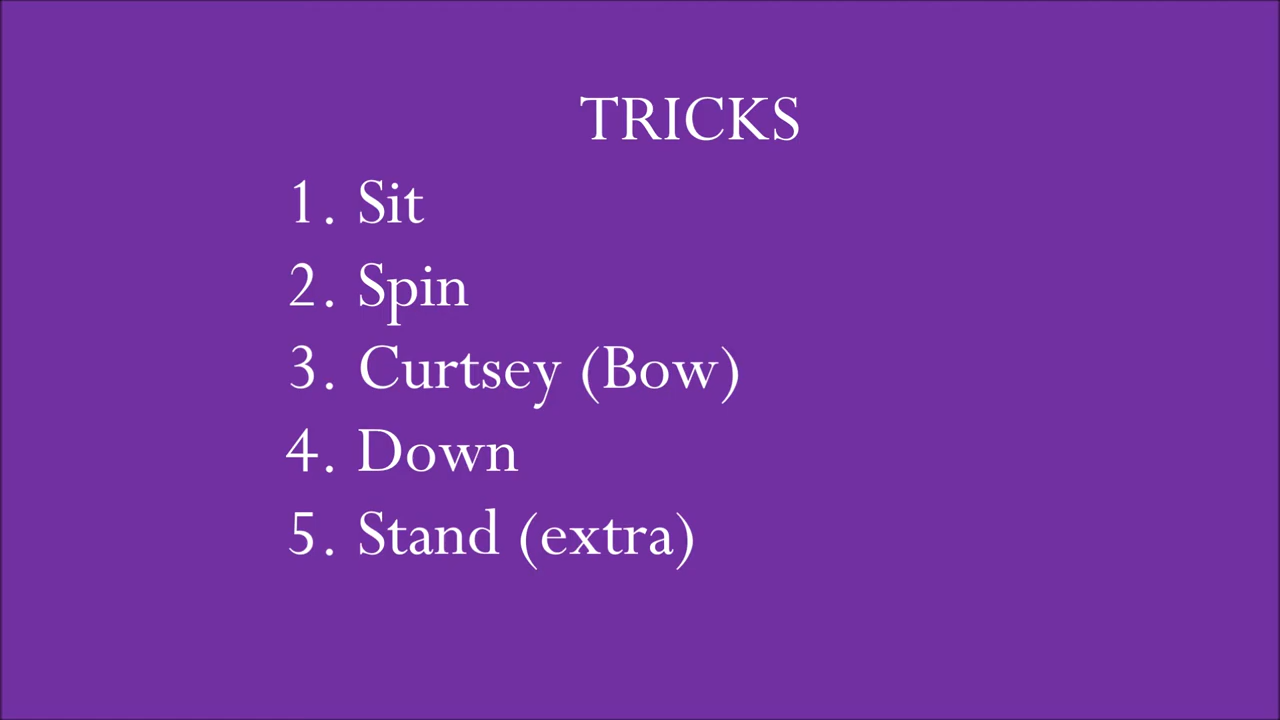 TRICKS
1. Sit
2. Spin
3. Curtsey (Bow)
4. Down
5. Stand (extra)